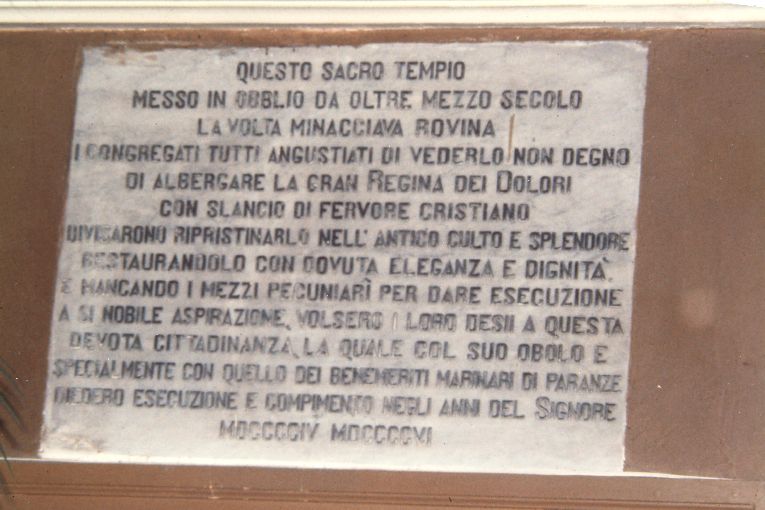 QUESTO SACRO TEMPIO
MESSO IN OBBLIO DA OLTRE MEZZO SECOLO
LA VOLTA MINACCIAVA ROVINA
I CONGREGATI TUTTI ANGUSTIATI DI VEDERLO NON DEGNO
DI ALBERGARE LA GRAN REGINA DEI DOLORI
CON SLANCIO DI FERVORE CRISTIANO
DIVISARONO RIPRISTINARLO NELL' ANTICO CULTO E SPLENDORE
RESTAURANDOLO CON DOVUTA ELEGANZA E DIGNITÀ
E MANCANDO I MEZZI PECUNIARÎ PER DARE ESECUZIONE
A SI NOBILE ASPIRAZIONE, VOLSERO I LORO DESII A QUESTA
DEVOTA CITTADINANZA, LA QUALE COL SUO OBOLO E
SPECIALMENTE CON QUELLO DEI BENEMERITI MARINARI DI PARANZE
DIEDERO ESECUZIONE E COMPIMENTO NEGLI ANNI DEL SIGNORE
MDCCCCIV MDCCCCVI